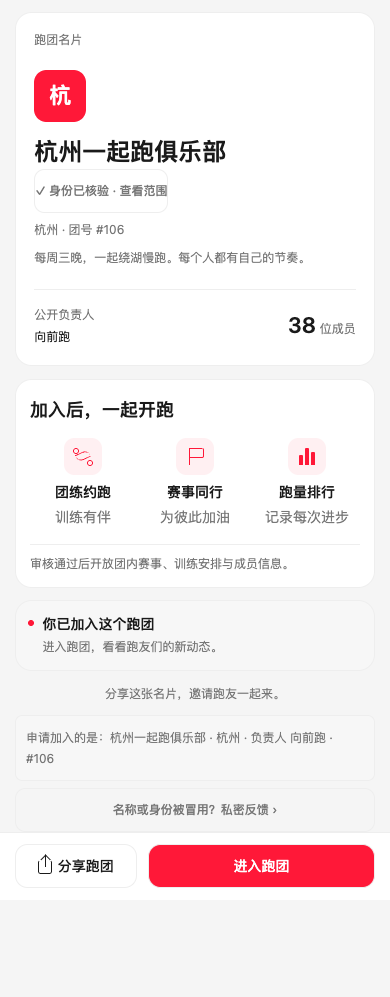 跑团名片
杭
杭州一起跑俱乐部
✓ 身份已核验 · 查看范围
杭州 · 团号 #106
每周三晚，一起绕湖慢跑。每个人都有自己的节奏。
公开负责人
向前跑
38 位成员
加入后，一起开跑
团练约跑
训练有伴
赛事同行
为彼此加油
跑量排行
记录每次进步
审核通过后开放团内赛事、训练安排与成员信息。
你已加入这个跑团
进入跑团，看看跑友们的新动态。
分享这张名片，邀请跑友一起来。
申请加入的是：杭州一起跑俱乐部 · 杭州 · 负责人 向前跑 ·
#106
名称或身份被冒用？私密反馈 ›
分享跑团
进入跑团